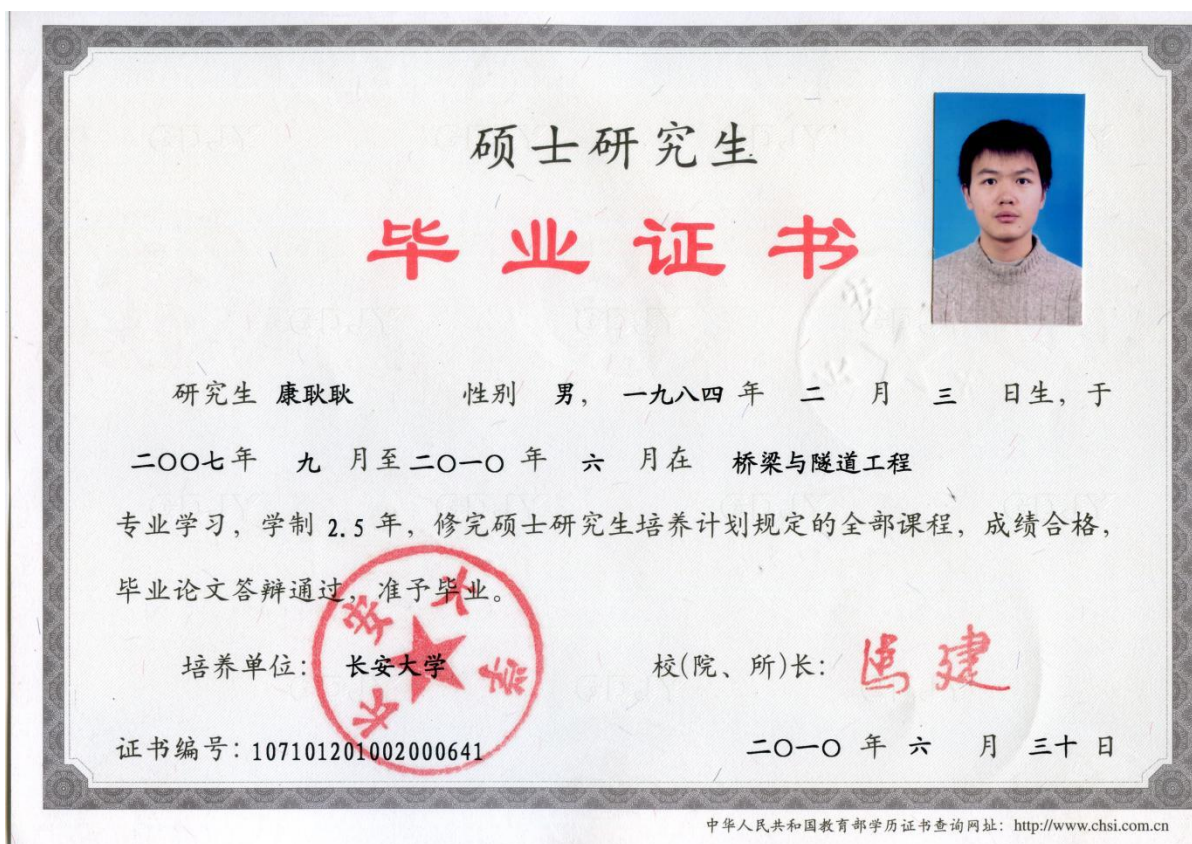 硕士研究生
毕业证书
研究生 康耿耿 性别 男, 一九八四 年 二 月 三 日生, 于
二〇〇七年 九 月至 二〇一〇 年 六 月在 桥梁与隧道工程
专业学习, 学制 2.5 年, 修完硕士研究生培养计划规定的全部课程, 成绩合格,
毕业论文答辩通过, 准予毕业。
培养单位: 长安大学 校(院、所)长:
长安大学
证书编号: 107101201002000641 二〇一〇 年 六 月 三十 日
中华人民共和国教育部学历证书查询网址: http://www.chsi.com.cn